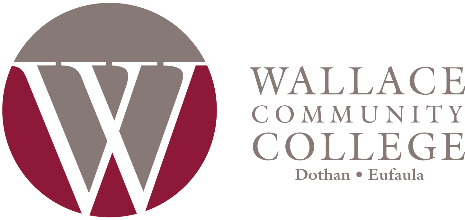 W
WALLACE
COMMUNITY
COLLEGE
Dothan • Eufaula